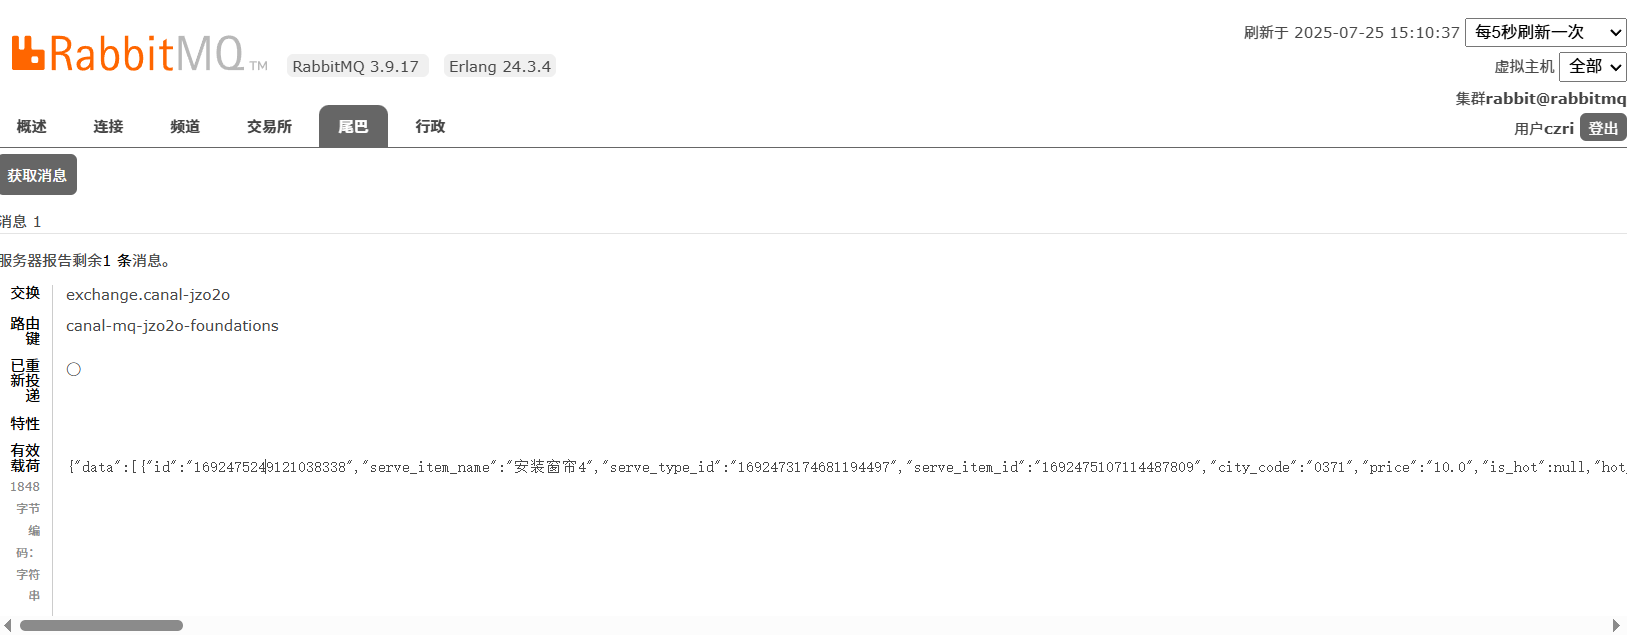 刷新于 2025-07-25 15:10:37 每5秒刷新一次
RabbitMQ TM RabbitMQ 3.9.17 Erlang 24.3.4
虚拟主机 全部
集群rabbit@rabbitmq
用户czri 登出
概述 连接 频道 交易所 尾巴 行政
获取消息
消息 1
服务器报告剩余1 条消息。
交换 exchange.canal-jzo2o
路由
键
canal-mq-jzo2o-foundations
已重
新投
递
特性
有效
载荷
{"data":[{"id":"1692475249121038338","serve_item_name":"安装窗帘4","serve_type_id":"1692473174681194497","serve_item_id":"1692475107114487809","city_code":"0371","price":"10.0","is_hot":null,"hot_
1848
字节
编
码：
字符
串